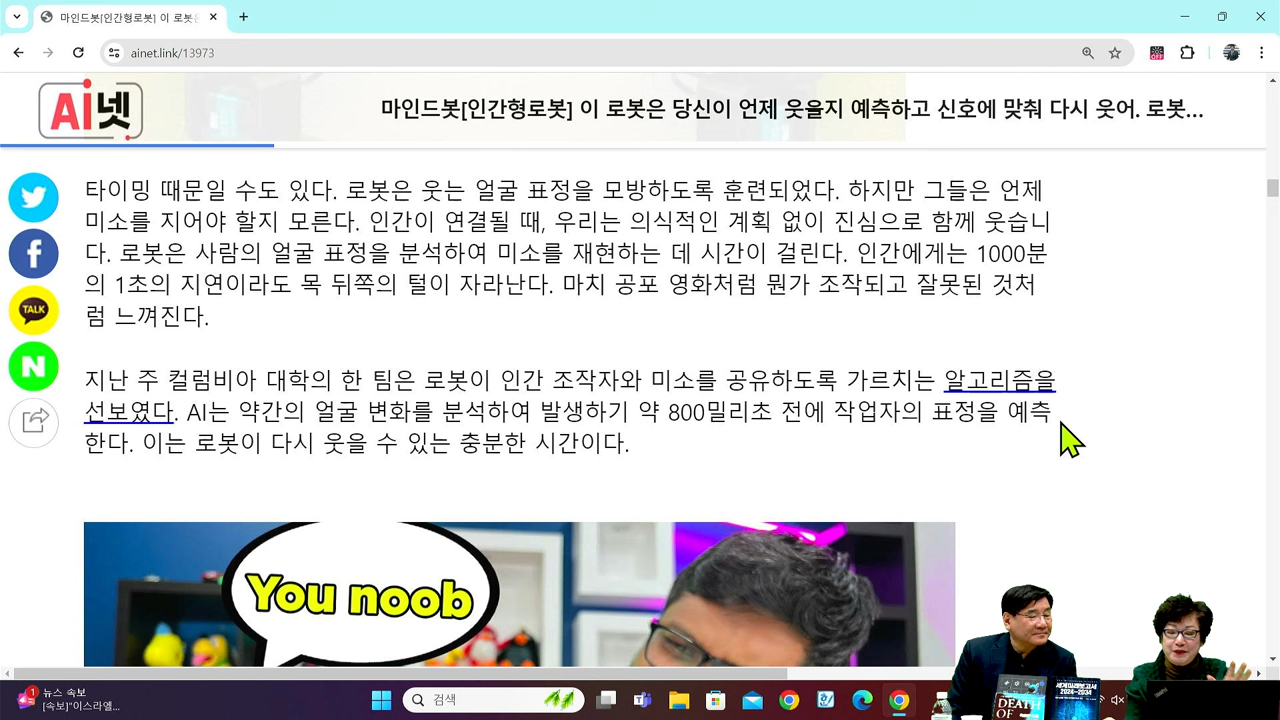 마인드봇[인간형로봇] 이 로봇은
ainet.link/13973
OFF
Ai넷
마인드봇[인간형로봇] 이 로봇은 당신이 언제 웃을지 예측하고 신호에 맞춰 다시 웃어. 로봇...
타이밍 때문일 수도 있다. 로봇은 웃는 얼굴 표정을 모방하도록 훈련되었다. 하지만 그들은 언제
미소를 지어야 할지 모른다. 인간이 연결될 때, 우리는 의식적인 계획 없이 진심으로 함께 웃습니
다. 로봇은 사람의 얼굴 표정을 분석하여 미소를 재현하는 데 시간이 걸린다. 인간에게는 1000분
의 1초의 지연이라도 목 뒤쪽의 털이 자라난다. 마치 공포 영화처럼 뭔가 조작되고 잘못된 것처
럼 느껴진다.
TALK
N
지난 주 컬럼비아 대학의 한 팀은 로봇이 인간 조작자와 미소를 공유하도록 가르치는 알고리즘을
선보였다. AI는 약간의 얼굴 변화를 분석하여 발생하기 약 800밀리초 전에 작업자의 표정을 예측
한다. 이는 로봇이 다시 웃을 수 있는 충분한 시간이다.
You noob
1
뉴스 속보
[속보]"이스라엘...
검색
DEATH
OF
세계미래보고서
2024-2034